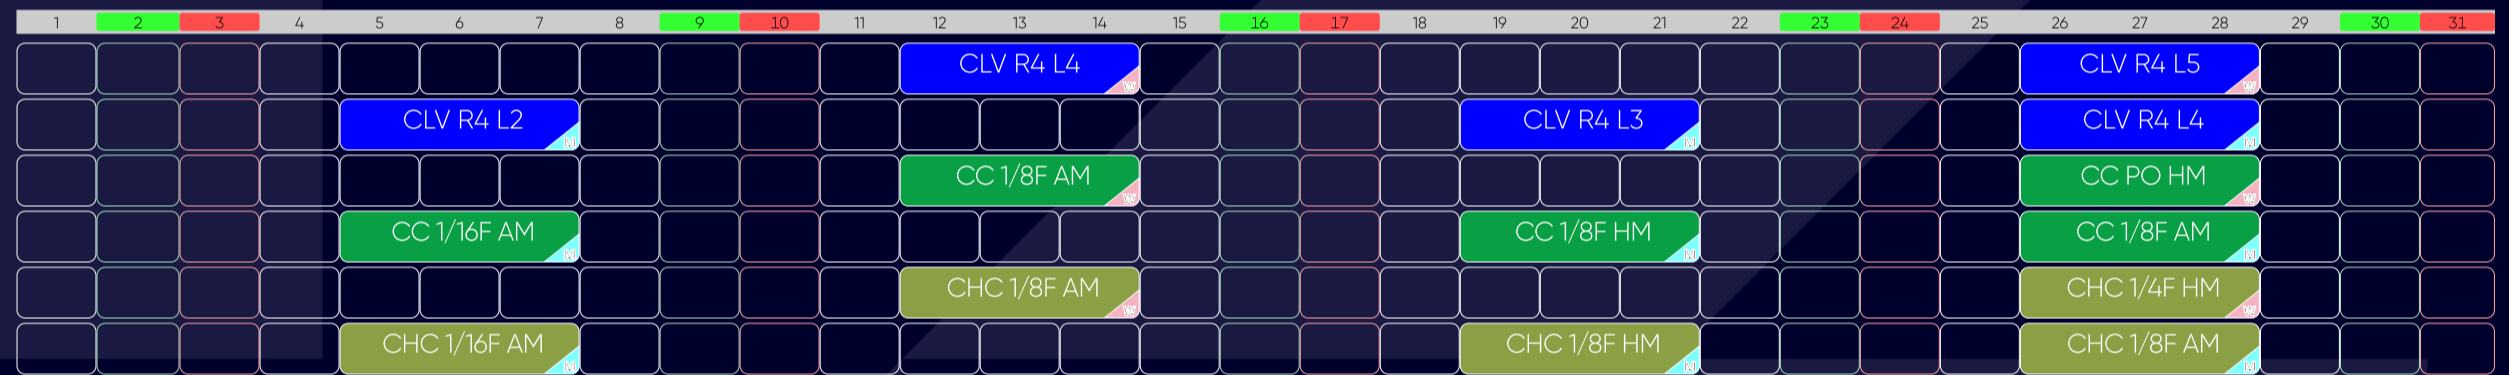 1 2 3 4 5 6 7 8 9 10 11 12 13 14 15 16 17 18 19 20 21 22 23 24 25 26 27 28 29 30 31
CLV R4 L4 W CLV R4 L5 W
CLV R4 L2 M CLV R4 L3 M CLV R4 L4 M
CC 1/8F AM W CC PO HM W
CC 1/16F AM M CC 1/8F HM M CC 1/8F AM M
CHC 1/8F AM W CHC 1/4F HM W
CHC 1/16F AM M CHC 1/8F HM M CHC 1/8F AM M